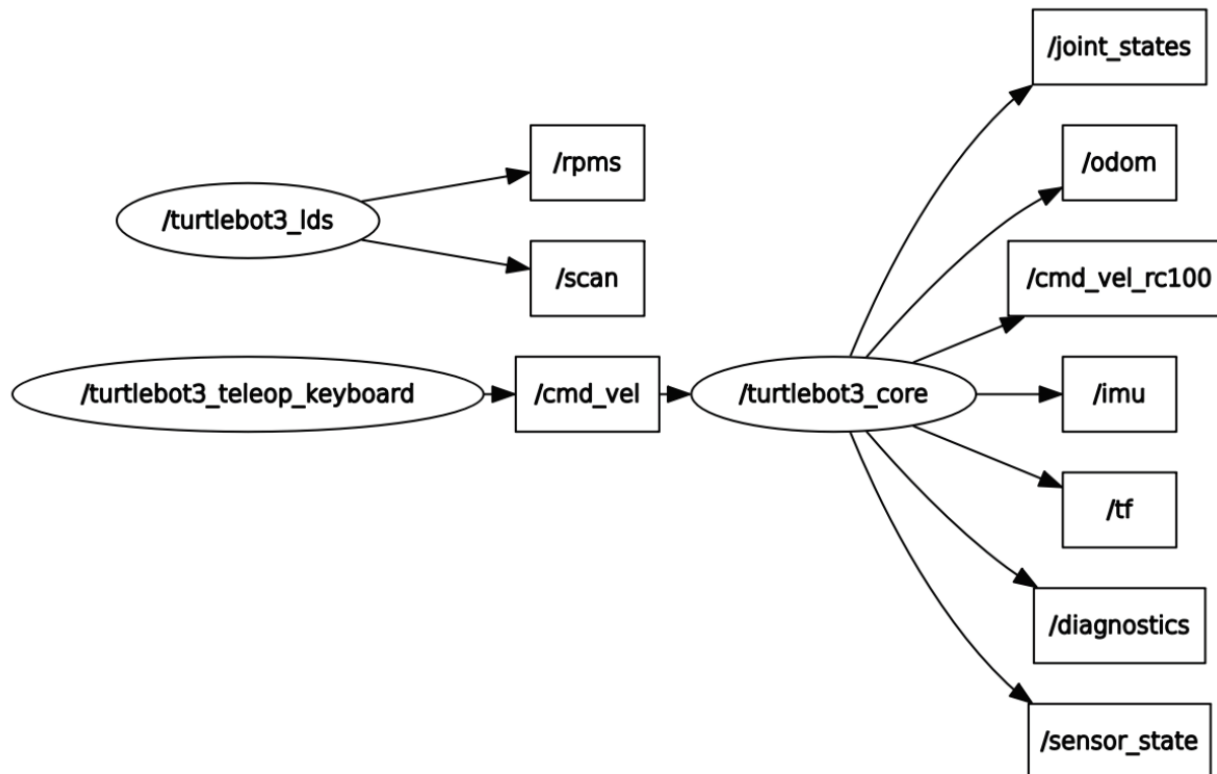 /joint_states
/rpms
/odom
/turtlebot3_lds
/scan
/cmd_vel_rc100
/turtlebot3_teleop_keyboard
/cmd_vel
/turtlebot3_core
/imu
/tf
/diagnostics
/sensor_state